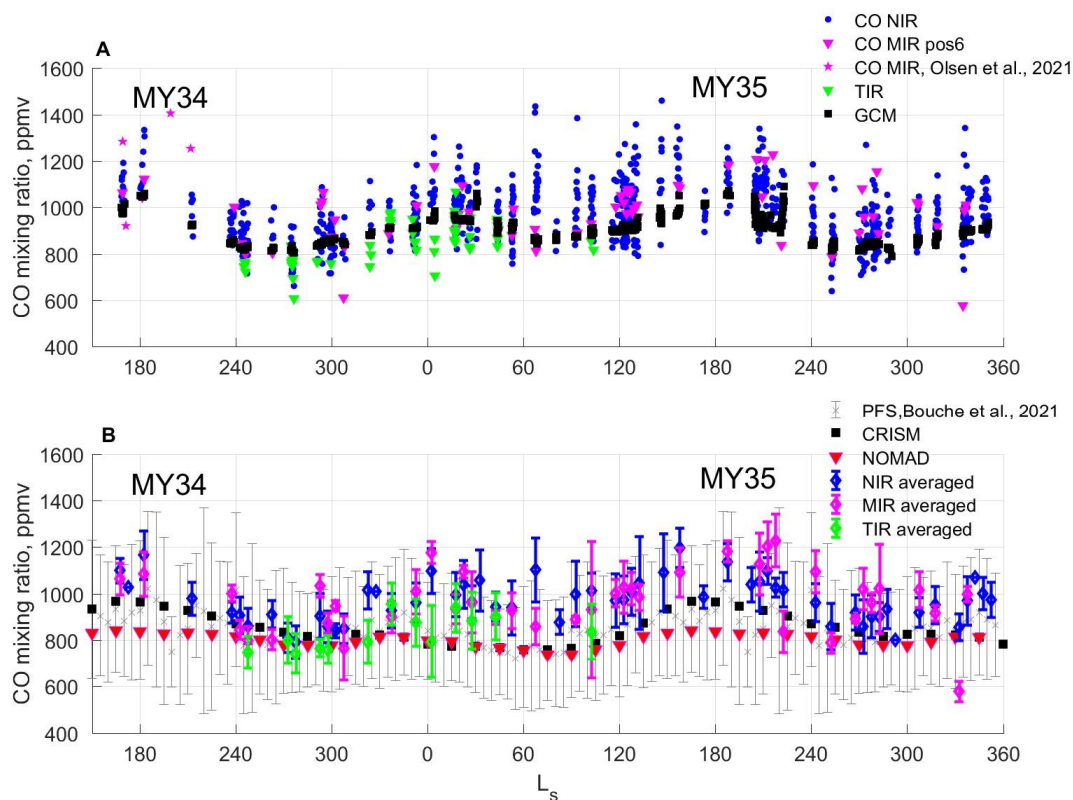 A
CO NIR
CO MIR pos6
CO MIR, Olsen et al., 2021
TIR
GCM
MY34
MY35
CO mixing ratio, ppmv
1600
1400
1200
1000
800
600
400
180
240
300
0
60
120
180
240
300
360
B
PFS,Bouche et al., 2021
CRISM
NOMAD
NIR averaged
MIR averaged
TIR averaged
MY34
MY35
CO mixing ratio, ppmv
1600
1400
1200
1000
800
600
400
180
240
300
0
60
120
180
240
300
360
Ls